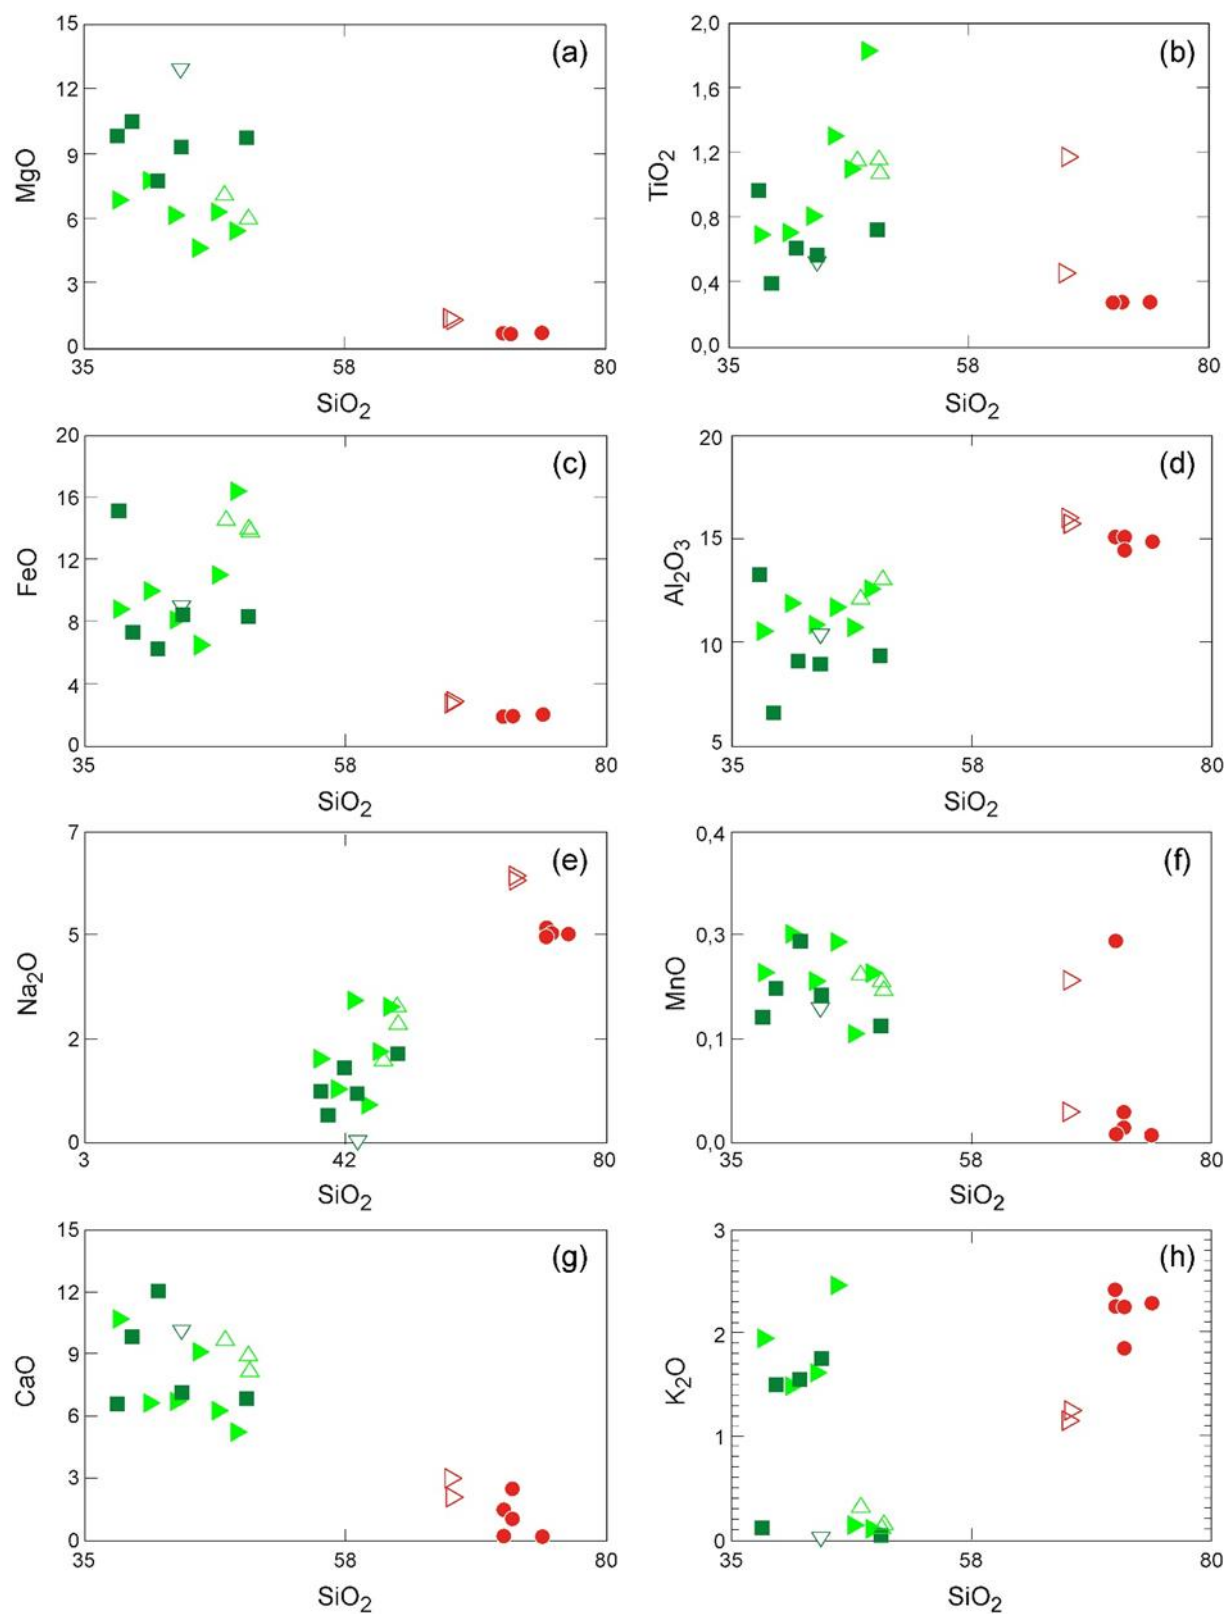 15
12
9
6
3
0
MgO
(a)
35
58
80
SiO₂
2,0
1,6
1,2
0,8
0,4
0,0
TiO₂
(b)
35
58
80
SiO₂
20
16
12
8
4
0
FeO
(c)
35
58
80
SiO₂
20
15
10
5
Al₂O₃
(d)
35
58
80
SiO₂
7
5
2
0
Na₂O
(e)
3
42
80
SiO₂
0,4
0,3
0,1
0,0
MnO
(f)
35
58
80
SiO₂
15
12
9
6
3
0
CaO
(g)
35
58
80
SiO₂
3
2
1
0
K₂O
(h)
35
58
80
SiO₂